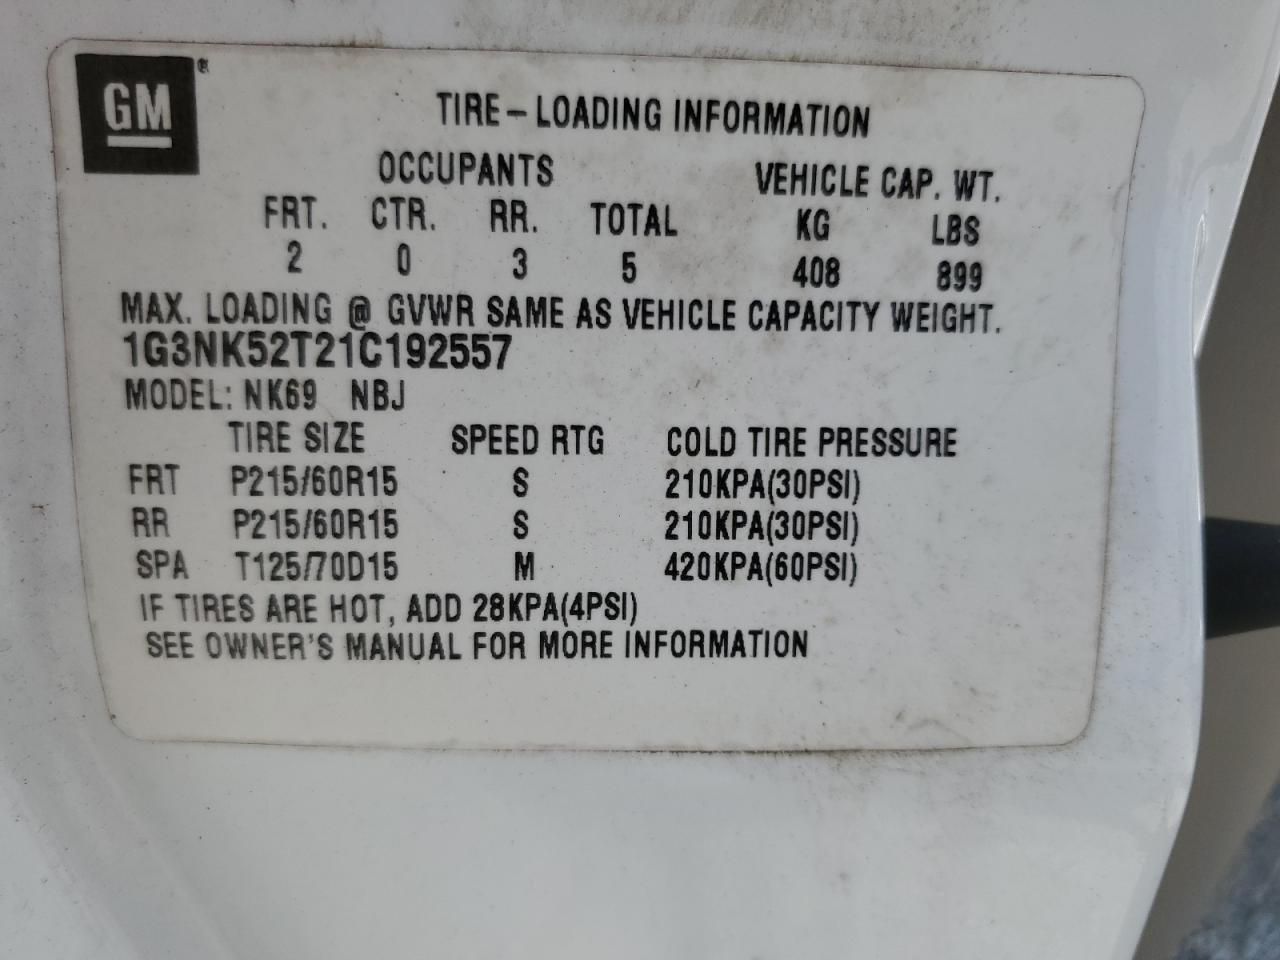 GM®
TIRE – LOADING INFORMATION
OCCUPANTS VEHICLE CAP. WT.
FRT. CTR. RR. TOTAL KG LBS
2 0 3 5 408 899
MAX. LOADING @ GVWR SAME AS VEHICLE CAPACITY WEIGHT.
1G3NK52T21C192557
MODEL: NK69 NBJ
TIRE SIZE SPEED RTG COLD TIRE PRESSURE
FRT P215/60R15 S 210KPA(30PSI)
RR P215/60R15 S 210KPA(30PSI)
SPA T125/70D15 M 420KPA(60PSI)
IF TIRES ARE HOT, ADD 28KPA(4PSI)
SEE OWNER'S MANUAL FOR MORE INFORMATION